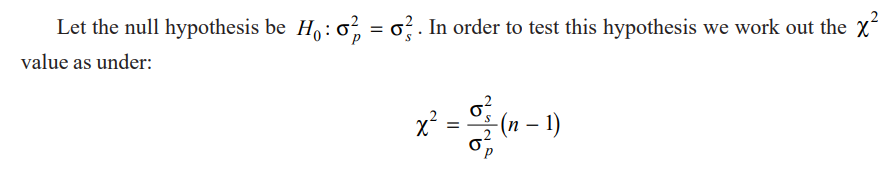 Let the null hypothesis be H₀: σₚ² = σₛ². In order to test this hypothesis we work out the χ²
value as under:
χ² = σₛ²/σₚ² (n – 1)